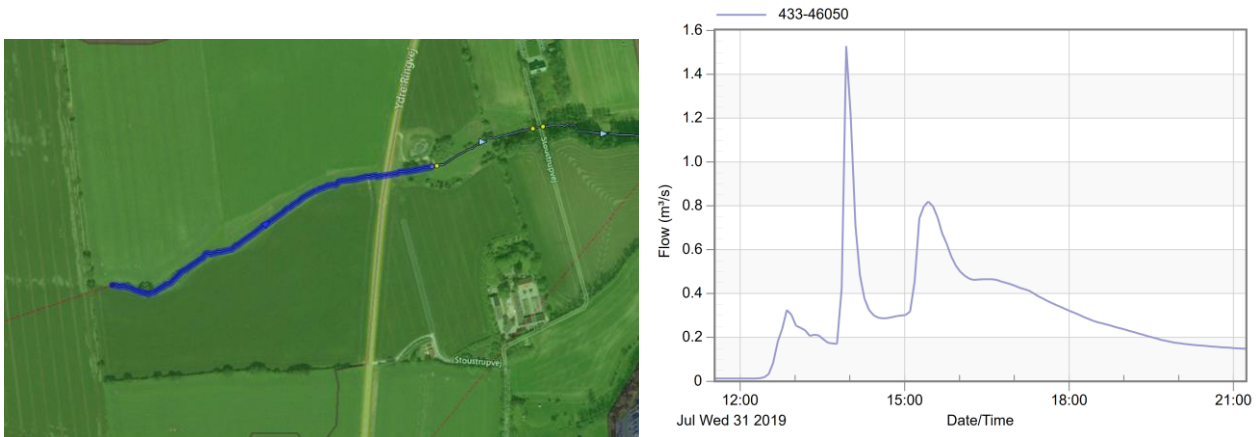 Ydre Ringvej
Stoustrupvej
Stoustrupvej
433-46050
1.6
1.4
1.2
1.0
0.8
0.6
0.4
0.2
0
Flow (m³/s)
12:00
15:00
18:00
21:00
Jul Wed 31 2019
Date/Time